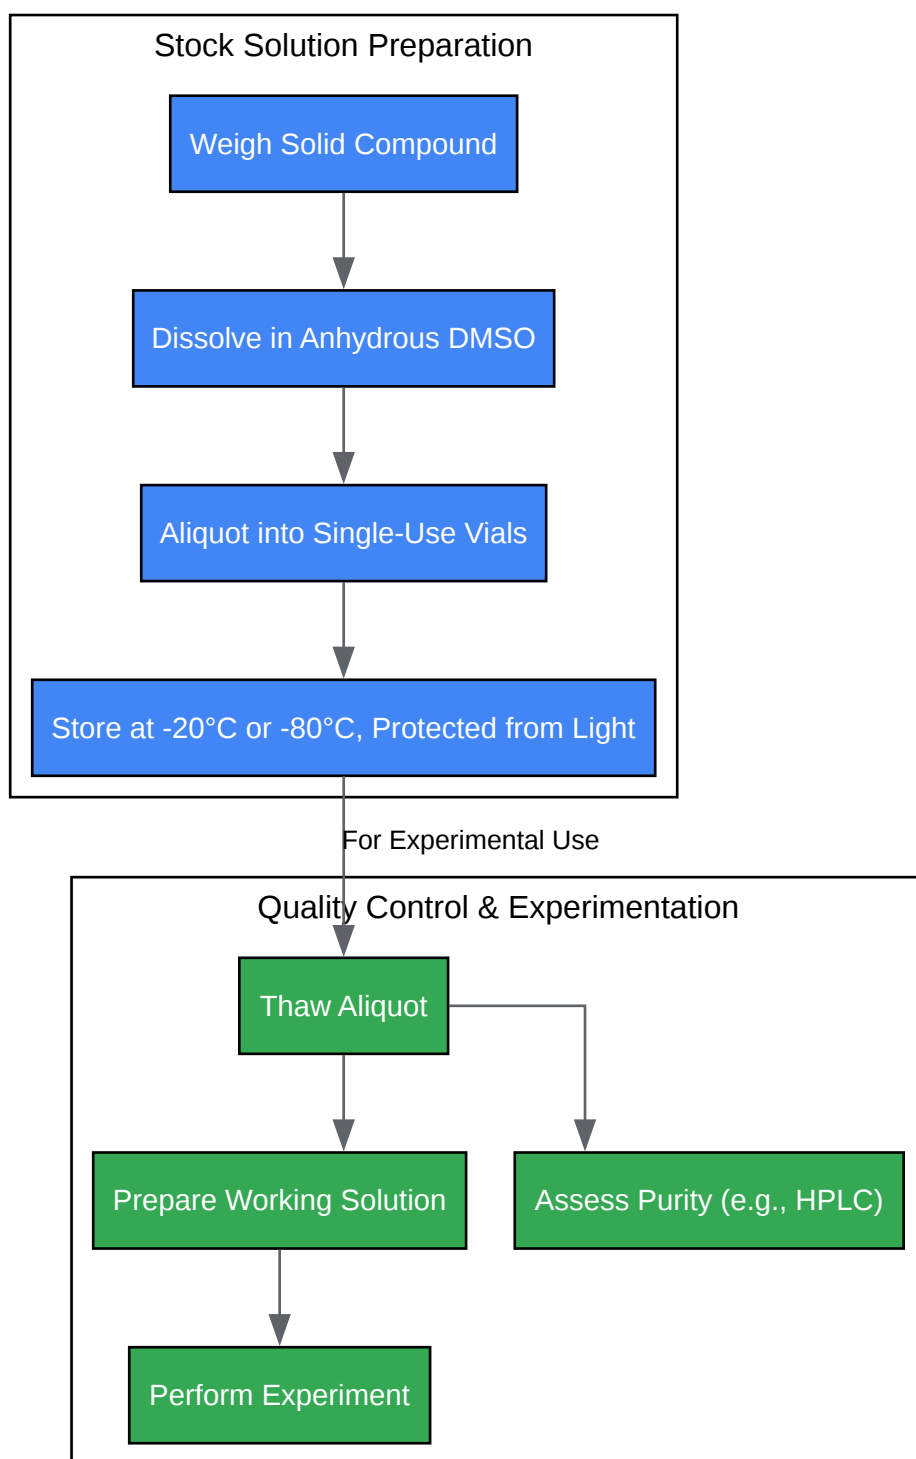 Stock Solution Preparation
Weigh Solid Compound
Dissolve in Anhydrous DMSO
Aliquot into Single-Use Vials
Store at -20°C or -80°C, Protected from Light
For Experimental Use
Quality Control & Experimentation
Thaw Aliquot
Prepare Working Solution
Assess Purity (e.g., HPLC)
Perform Experiment